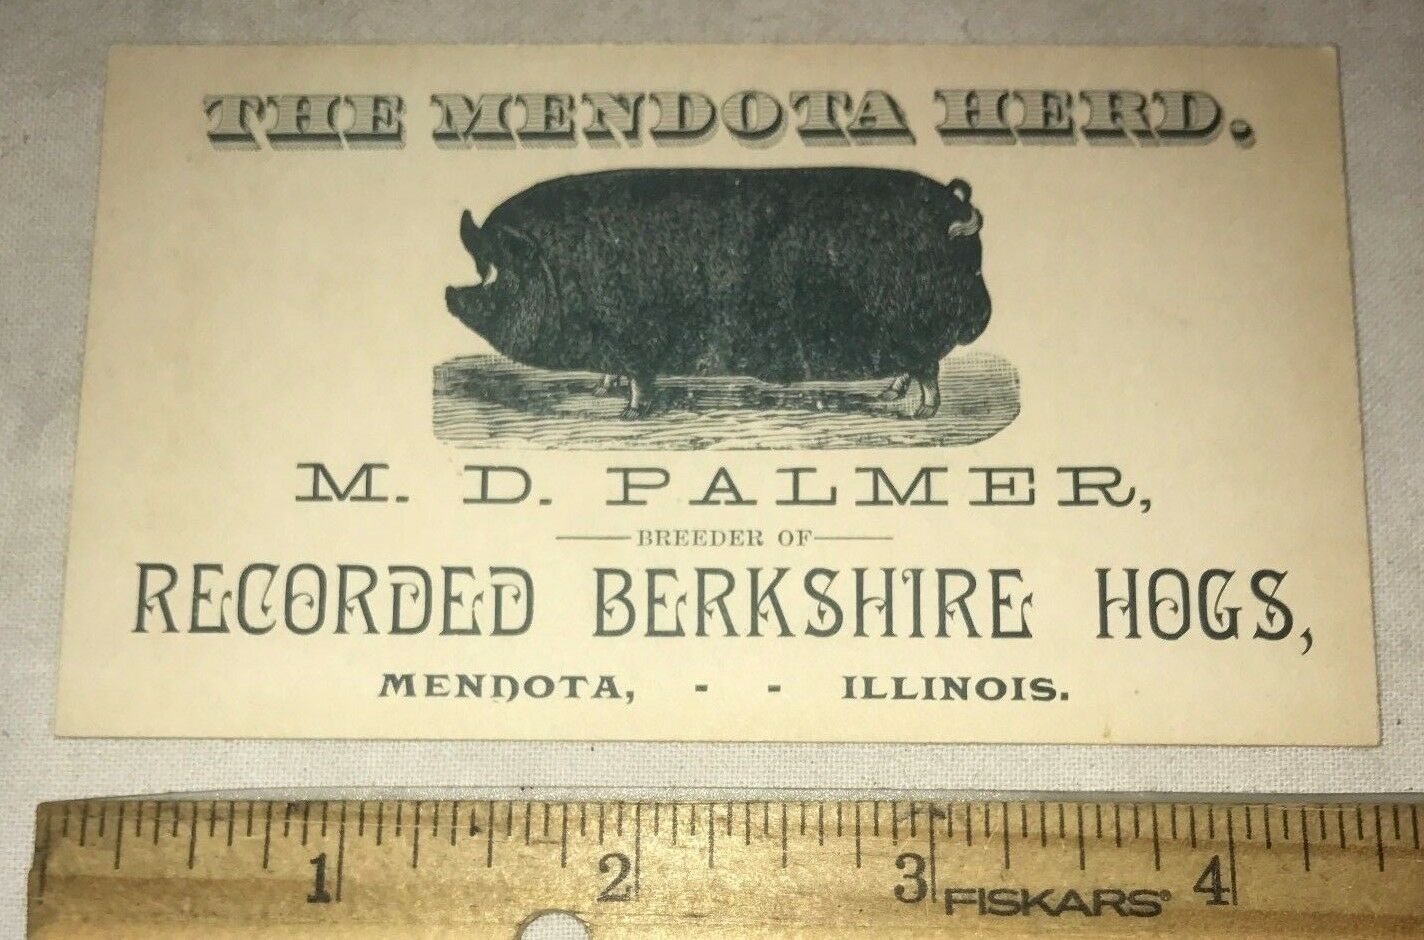 THE MENDOTA HERD.
M. D. PALMER,
BREEDER OF
RECORDED BERKSHIRE HOGS,
MENDOTA, - - ILLINOIS.
1 2 3 4
FISKARS®